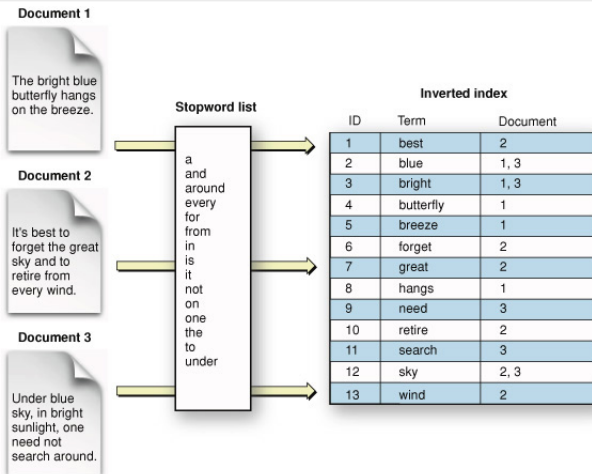 Document 1
The bright blue
butterfly hangs
on the breeze.
Document 2
It's best to
forget the great
sky and to
retire from
every wind.
Document 3
Under blue
sky, in bright
sunlight, one
need not
search around.
Stopword list
a
and
around
every
for
from
in
is
it
not
on
one
the
to
under
Inverted index
ID Term Document
1 best 2
2 blue 1, 3
3 bright 1, 3
4 butterfly 1
5 breeze 1
6 forget 2
7 great 2
8 hangs 1
9 need 3
10 retire 2
11 search 3
12 sky 2, 3
13 wind 2